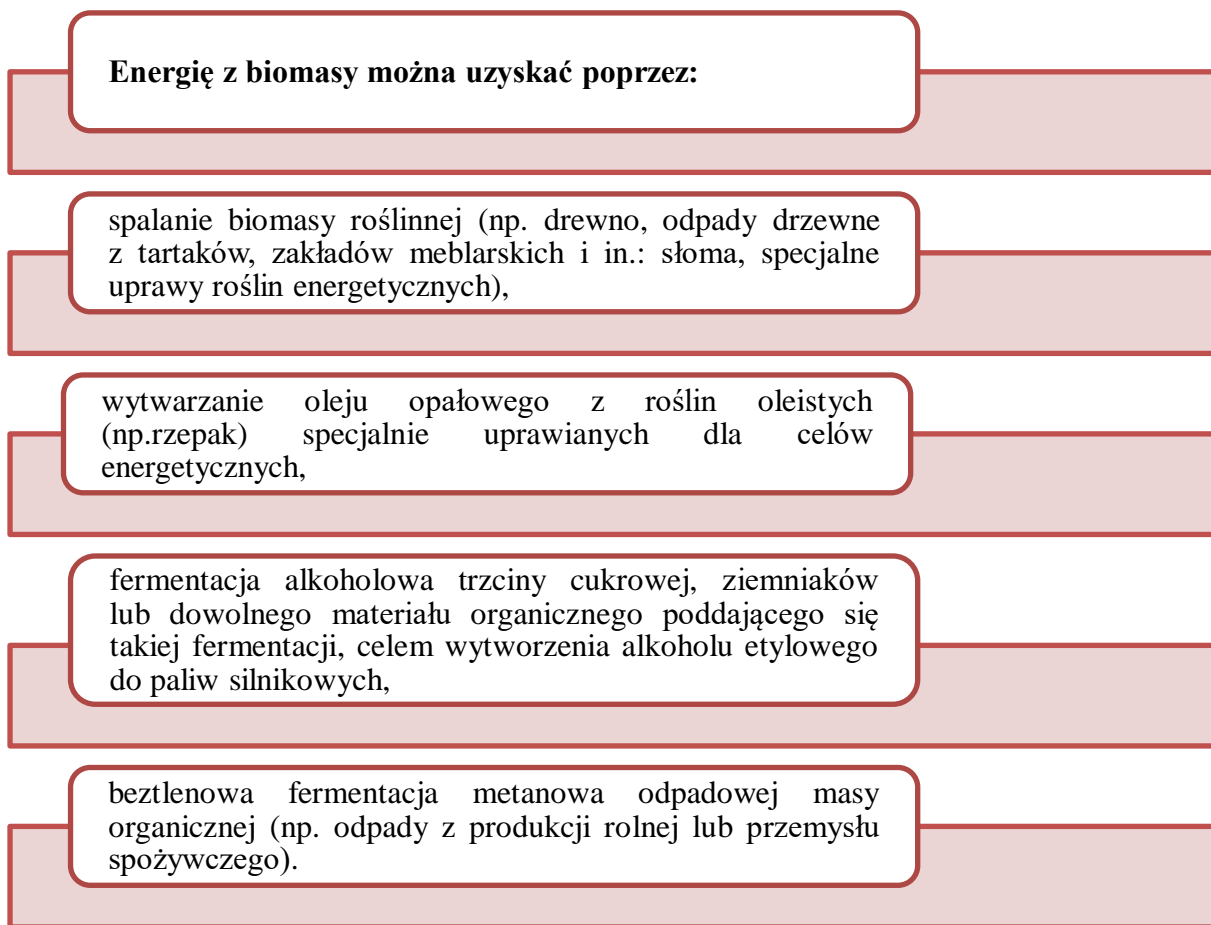 Energię z biomasy można uzyskać poprzez:
spalanie biomasy roślinnej (np. drewno, odpady drzewne
z tartaków, zakładów meblarskich i in.: słoma, specjalne
uprawy roślin energetycznych),
wytwarzanie oleju opałowego z roślin oleistych
(np.rzepak) specjalnie uprawianych dla celów
energetycznych,
fermentacja alkoholowa trzciny cukrowej, ziemniaków
lub dowolnego materiału organicznego poddającego się
takiej fermentacji, celem wytworzenia alkoholu etylowego
do paliw silnikowych,
beztlenowa fermentacja metanowa odpadowej masy
organicznej (np. odpady z produkcji rolnej lub przemysłu
spożywczego).